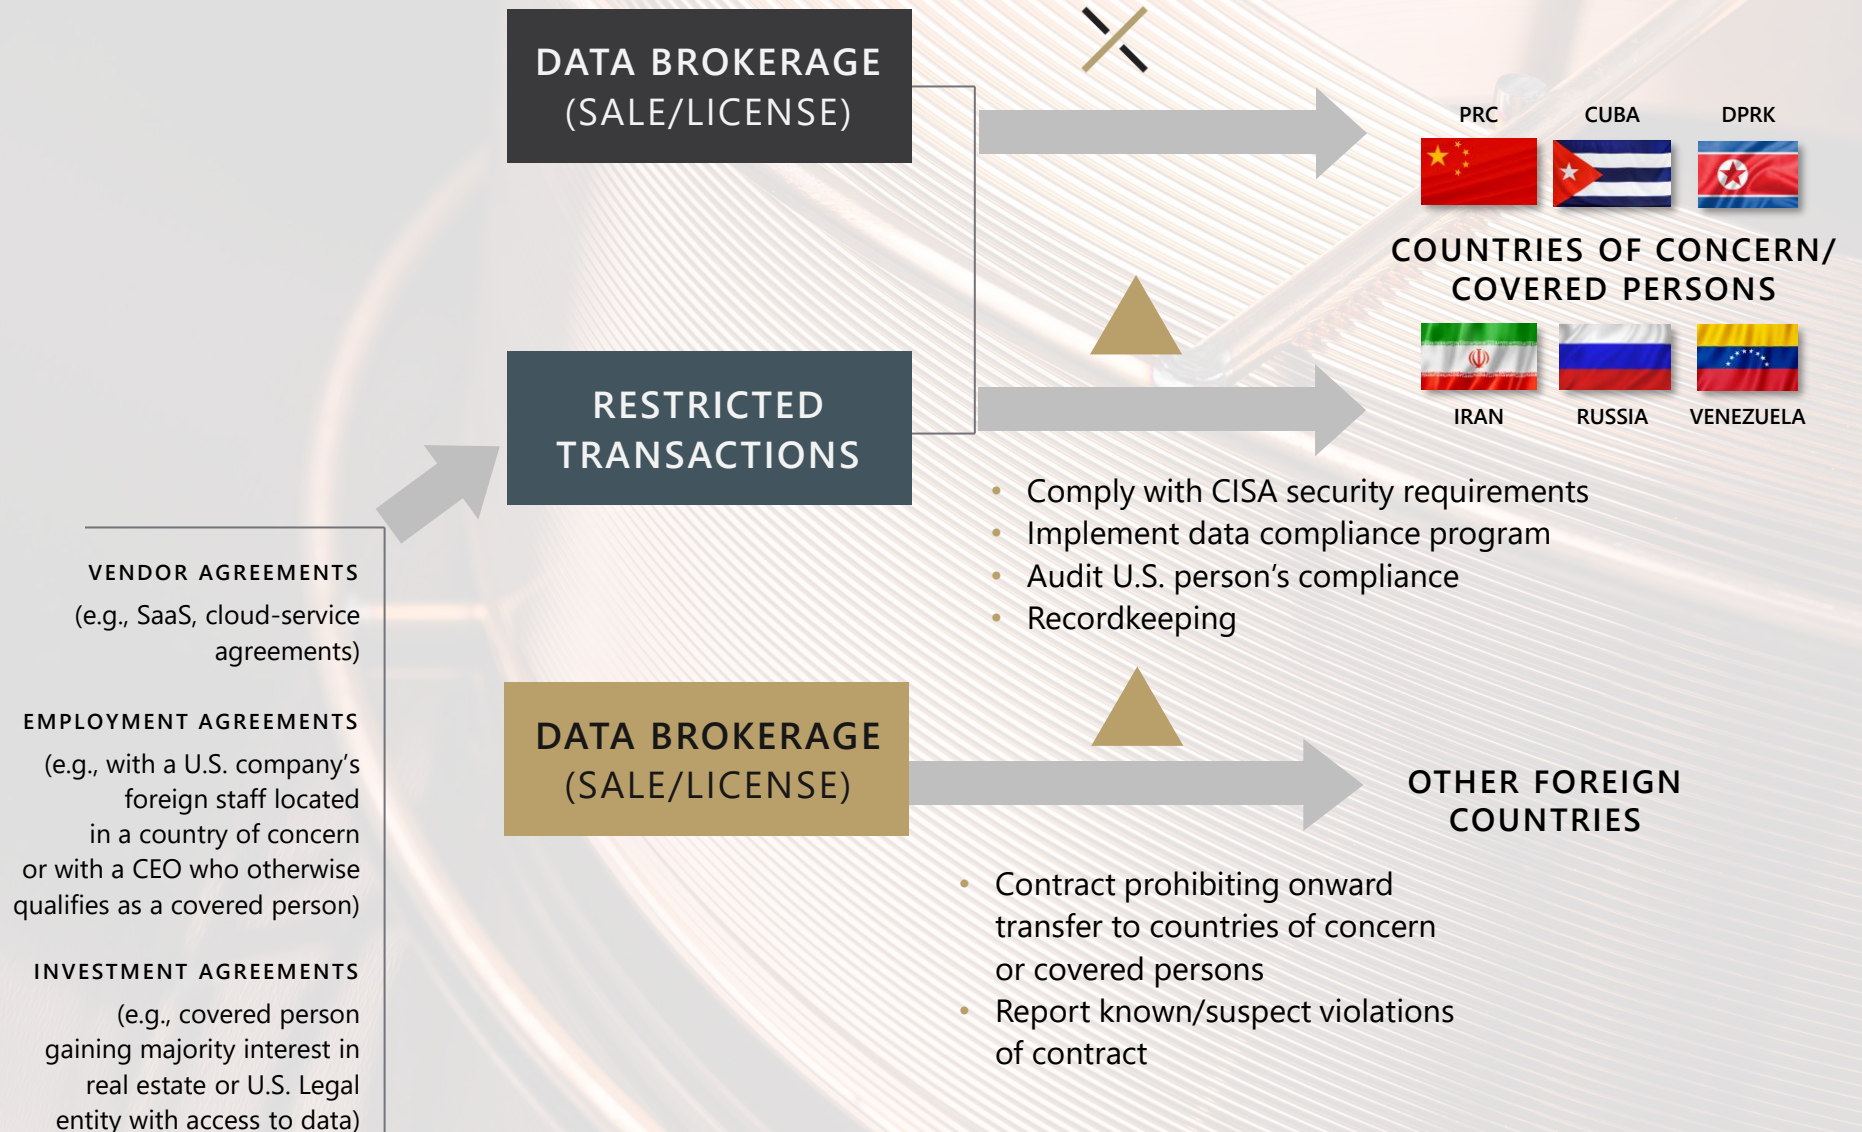 DATA BROKERAGE
(SALE/LICENSE)
PRC
CUBA
DPRK
COUNTRIES OF CONCERN/
COVERED PERSONS
IRAN
RUSSIA
VENEZUELA
RESTRICTED
TRANSACTIONS
• Comply with CISA security requirements
• Implement data compliance program
• Audit U.S. person’s compliance
• Recordkeeping
VENDOR AGREEMENTS
(e.g., SaaS, cloud-service
agreements)
EMPLOYMENT AGREEMENTS
(e.g., with a U.S. company’s
foreign staff located
in a country of concern
or with a CEO who otherwise
qualifies as a covered person)
INVESTMENT AGREEMENTS
(e.g., covered person
gaining majority interest in
real estate or U.S. Legal
entity with access to data)
DATA BROKERAGE
(SALE/LICENSE)
OTHER FOREIGN
COUNTRIES
• Contract prohibiting onward
transfer to countries of concern
or covered persons
• Report known/suspect violations
of contract